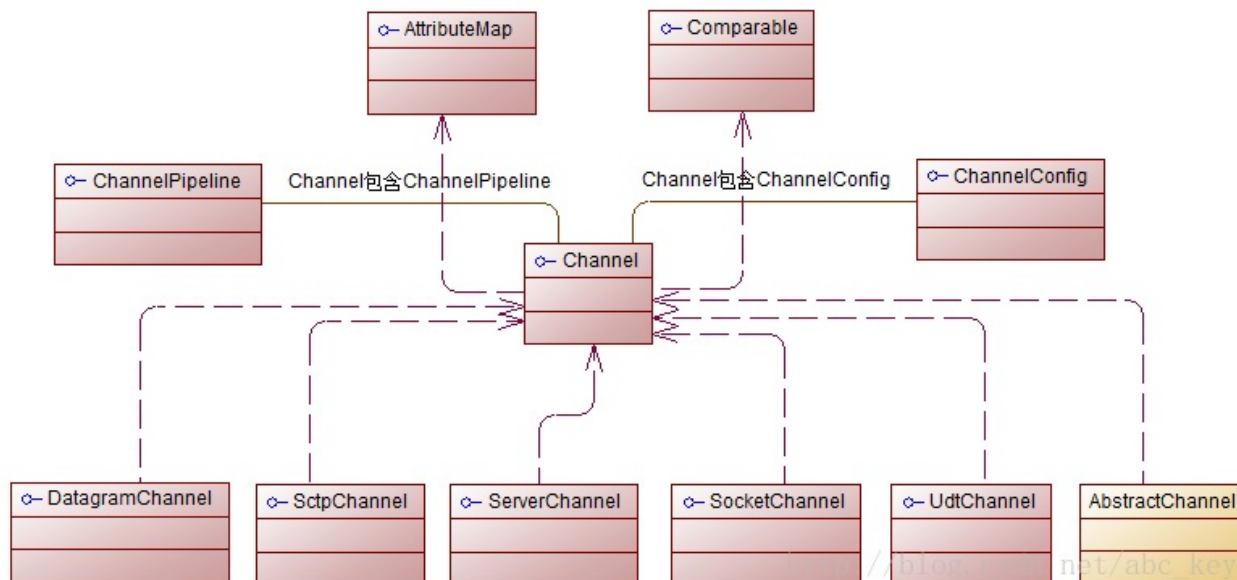 AttributeMap
Comparable
ChannelPipeline
Channel包含ChannelPipeline
Channel包含ChannelConfig
ChannelConfig
Channel
DatagramChannel
SctpChannel
ServerChannel
SocketChannel
UdtChannel
AbstractChannel
//blog. net/abc_key